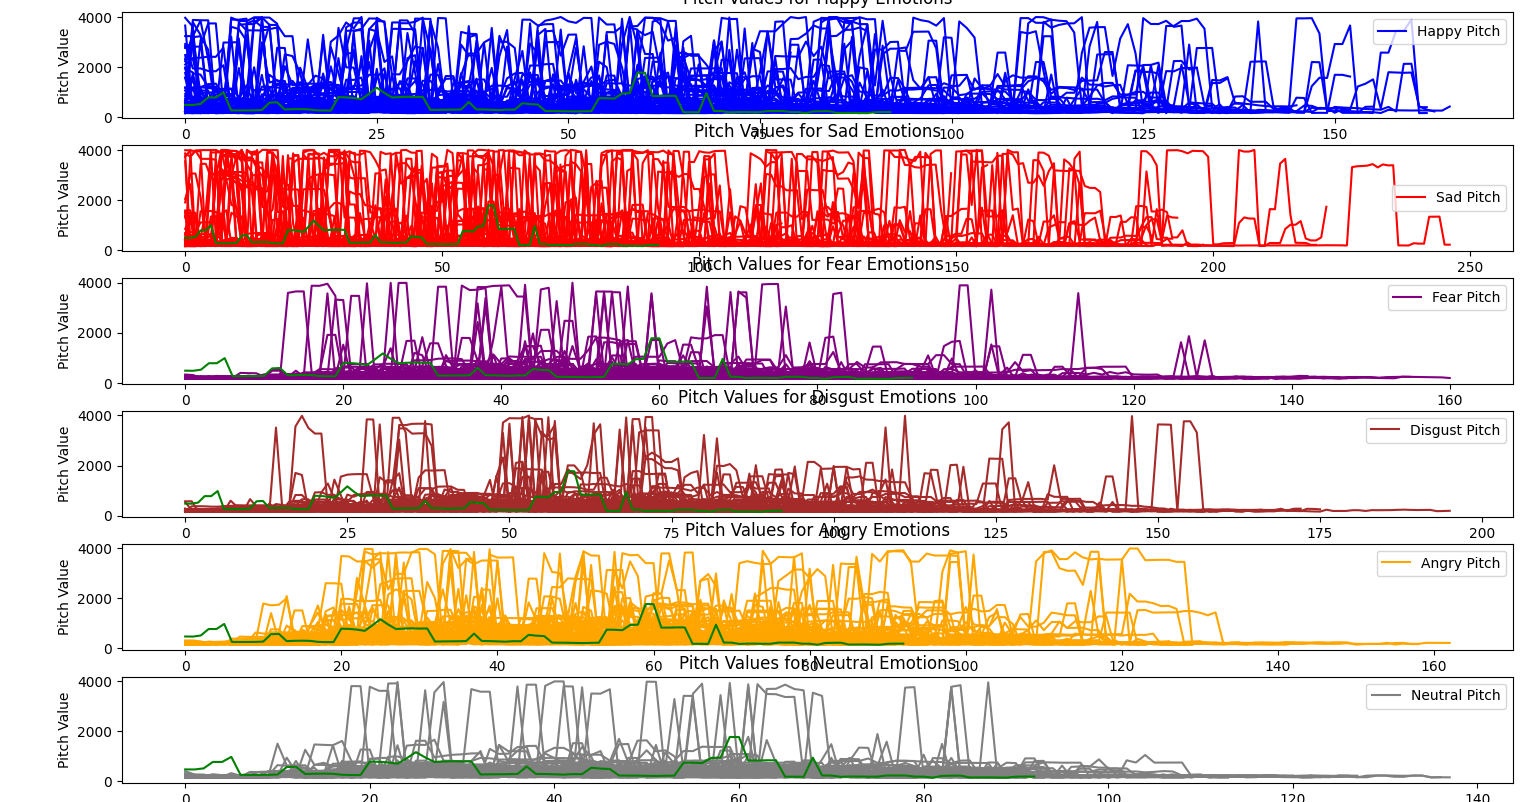 Pitch Values for Happy Emotions
4000
2000
0
Pitch Value
Happy Pitch
0 25 50 75 100 125 150
Pitch Values for Sad Emotions
4000
2000
0
Pitch Value
Sad Pitch
0 50 100 150 200 250
Pitch Values for Fear Emotions
4000
2000
0
Pitch Value
Fear Pitch
0 20 40 60 80 100 120 140 160
Pitch Values for Disgust Emotions
4000
2000
0
Pitch Value
Disgust Pitch
0 25 50 75 100 125 150 175 200
Pitch Values for Angry Emotions
4000
2000
0
Pitch Value
Angry Pitch
0 20 40 60 80 100 120 140 160
Pitch Values for Neutral Emotions
4000
2000
0
Pitch Value
Neutral Pitch
0 20 40 60 80 100 120 140